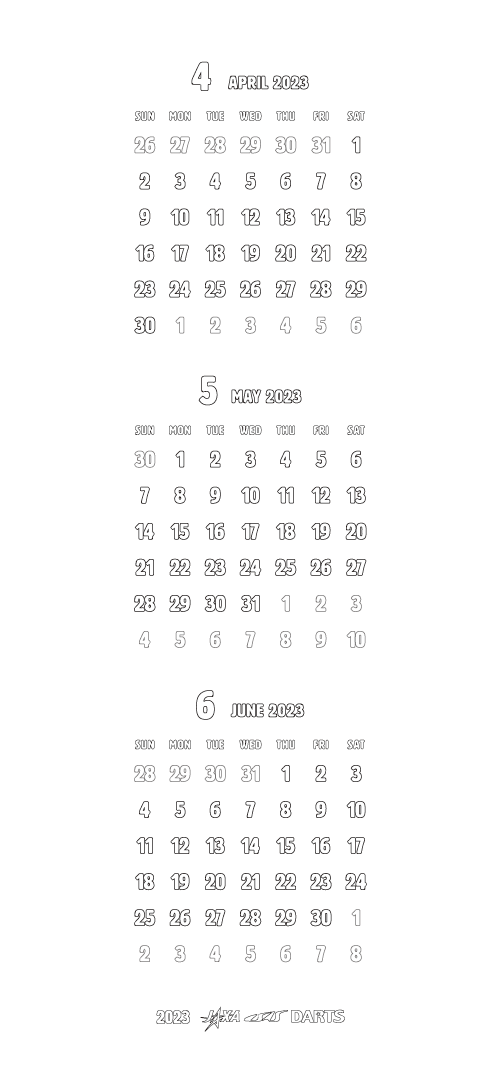 4 APRIL 2023
SUN MON TUE WED THU FRI SAT
26 27 28 29 30 31 1
2 3 4 5 6 7 8
9 10 11 12 13 14 15
16 17 18 19 20 21 22
23 24 25 26 27 28 29
30 1 2 3 4 5 6
5 MAY 2023
SUN MON TUE WED THU FRI SAT
30 1 2 3 4 5 6
7 8 9 10 11 12 13
14 15 16 17 18 19 20
21 22 23 24 25 26 27
28 29 30 31 1 2 3
4 5 6 7 8 9 10
6 JUNE 2023
SUN MON TUE WED THU FRI SAT
28 29 30 31 1 2 3
4 5 6 7 8 9 10
11 12 13 14 15 16 17
18 19 20 21 22 23 24
25 26 27 28 29 30 1
2 3 4 5 6 7 8
2023 JAXA DARTS